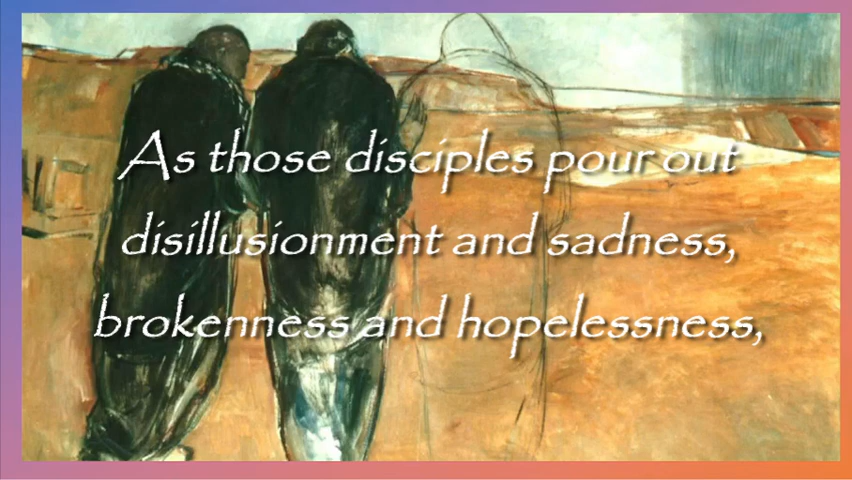 As those disciples pour out
disillusionment and sadness,
brokenness and hopelessness,